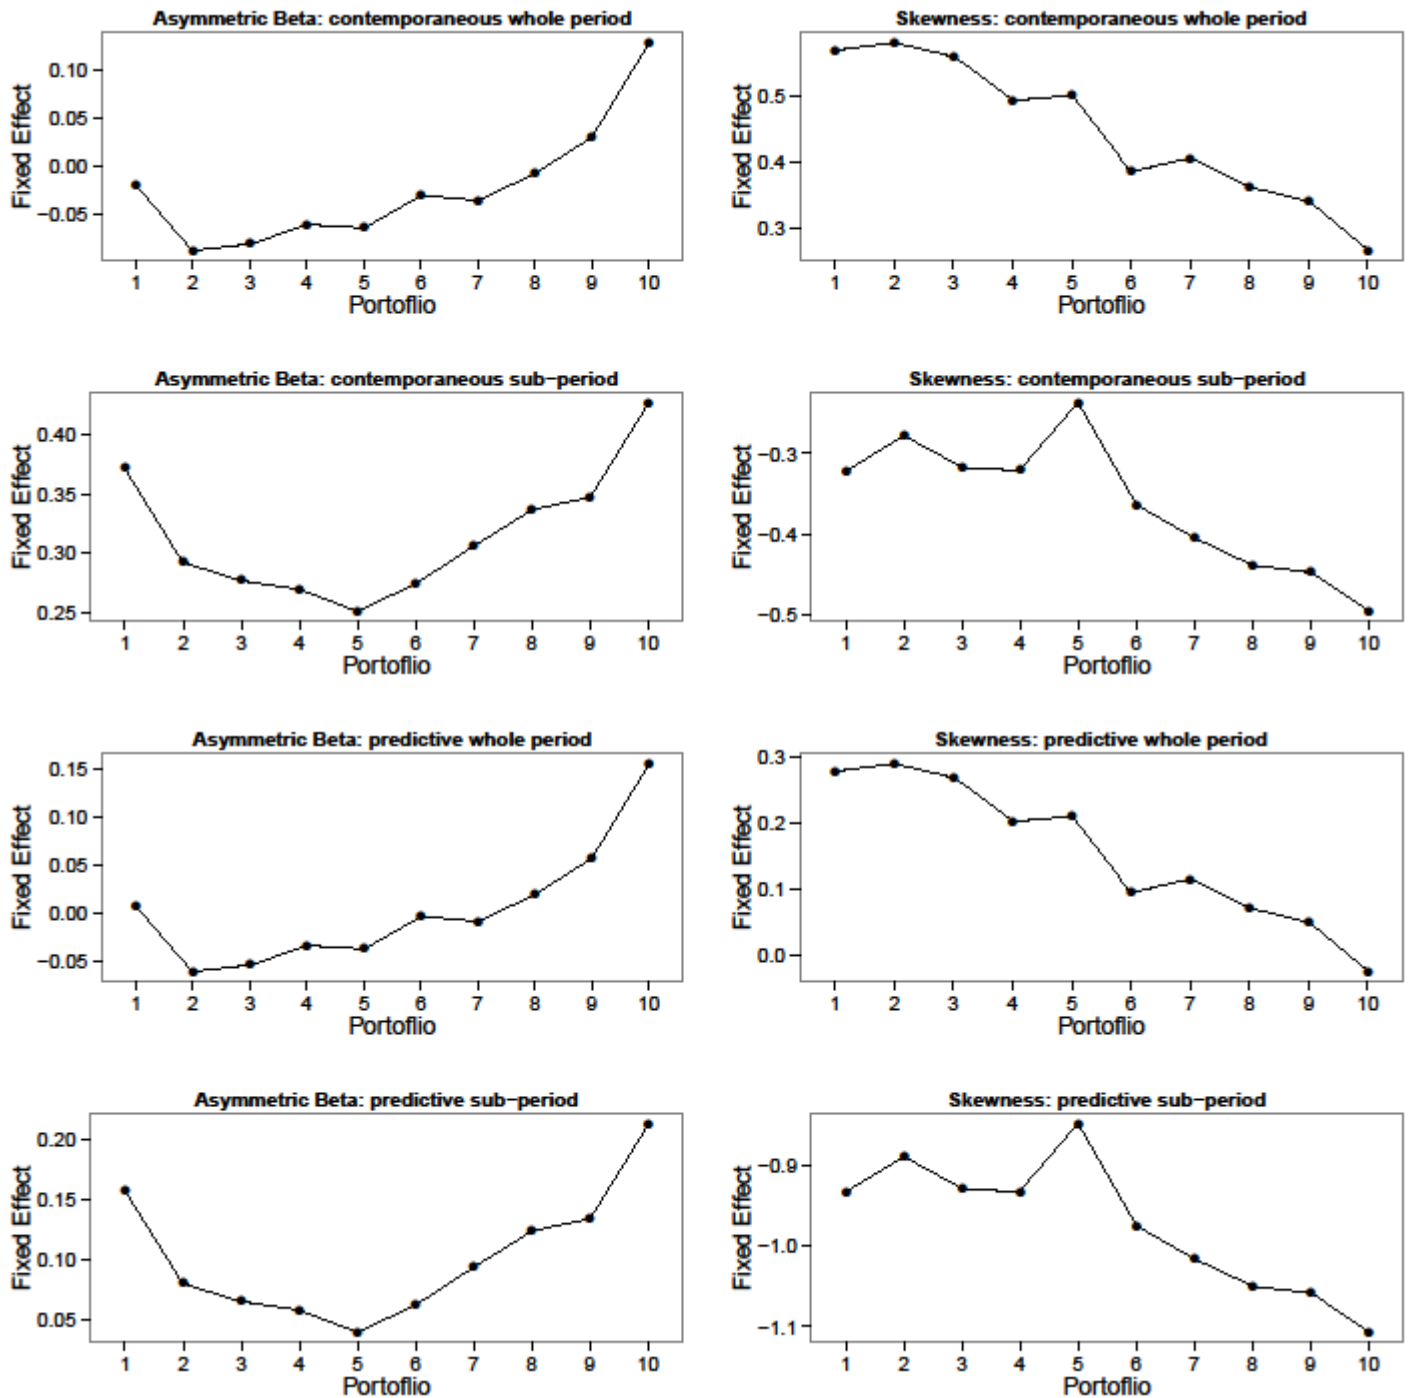 Asymmetric Beta: contemporaneous whole period
Fixed Effect
0.10
0.05
0.00
−0.05
1 2 3 4 5 6 7 8 9 10
Portoflio
Skewness: contemporaneous whole period
Fixed Effect
0.5
0.4
0.3
1 2 3 4 5 6 7 8 9 10
Portoflio
Asymmetric Beta: contemporaneous sub−period
Fixed Effect
0.40
0.35
0.30
0.25
1 2 3 4 5 6 7 8 9 10
Portoflio
Skewness: contemporaneous sub−period
Fixed Effect
−0.3
−0.4
−0.5
1 2 3 4 5 6 7 8 9 10
Portoflio
Asymmetric Beta: predictive whole period
Fixed Effect
0.15
0.10
0.05
0.00
−0.05
1 2 3 4 5 6 7 8 9 10
Portoflio
Skewness: predictive whole period
Fixed Effect
0.3
0.2
0.1
0.0
1 2 3 4 5 6 7 8 9 10
Portoflio
Asymmetric Beta: predictive sub−period
Fixed Effect
0.20
0.15
0.10
0.05
1 2 3 4 5 6 7 8 9 10
Portoflio
Skewness: predictive sub−period
Fixed Effect
−0.9
−1.0
−1.1
1 2 3 4 5 6 7 8 9 10
Portoflio